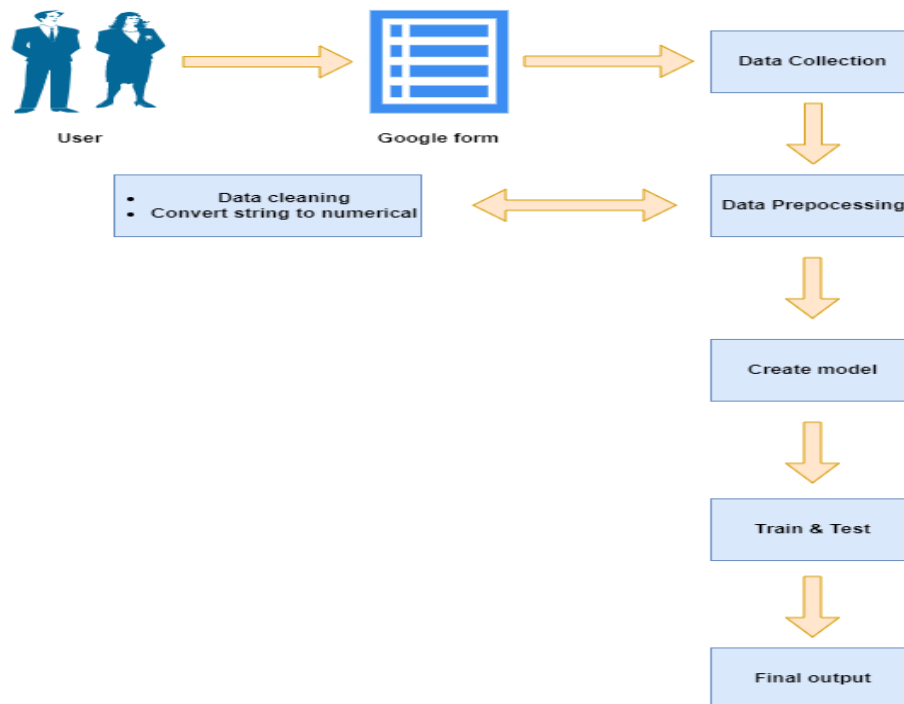 Data Collection
User
Google form
Data cleaning
Convert string to numerical
Data Prepocessing
Create model
Train & Test
Final output